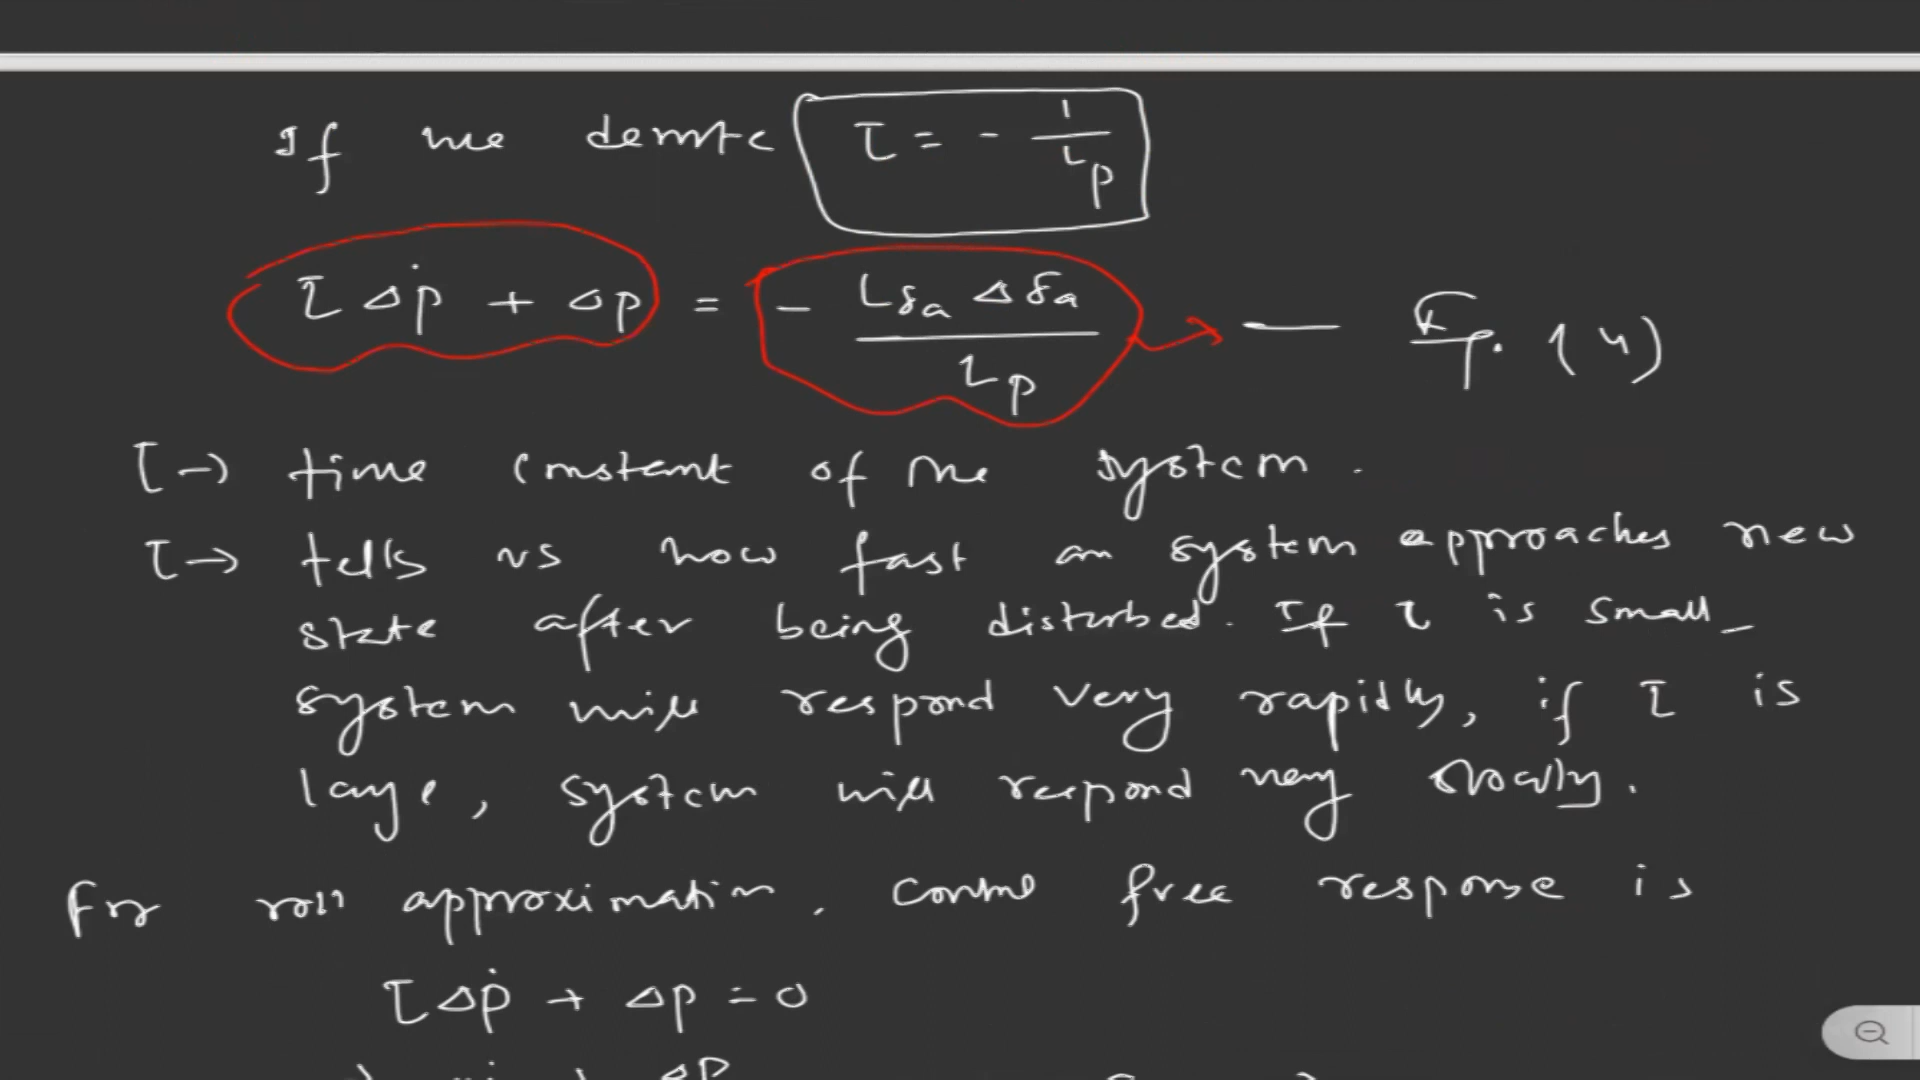 If we denote τ = - 1/Lp
τ Δṗ + Δp = - Lδa Δδa / Lp — Eq. (4)
τ → time constant of the system.
τ → tells us how fast an system approaches new
state after being disturbed. If τ is small_
system will respond very rapidly, if τ is
large, system will respond very slowly.
For roll approximation, control free response is
τΔṗ + Δp = 0